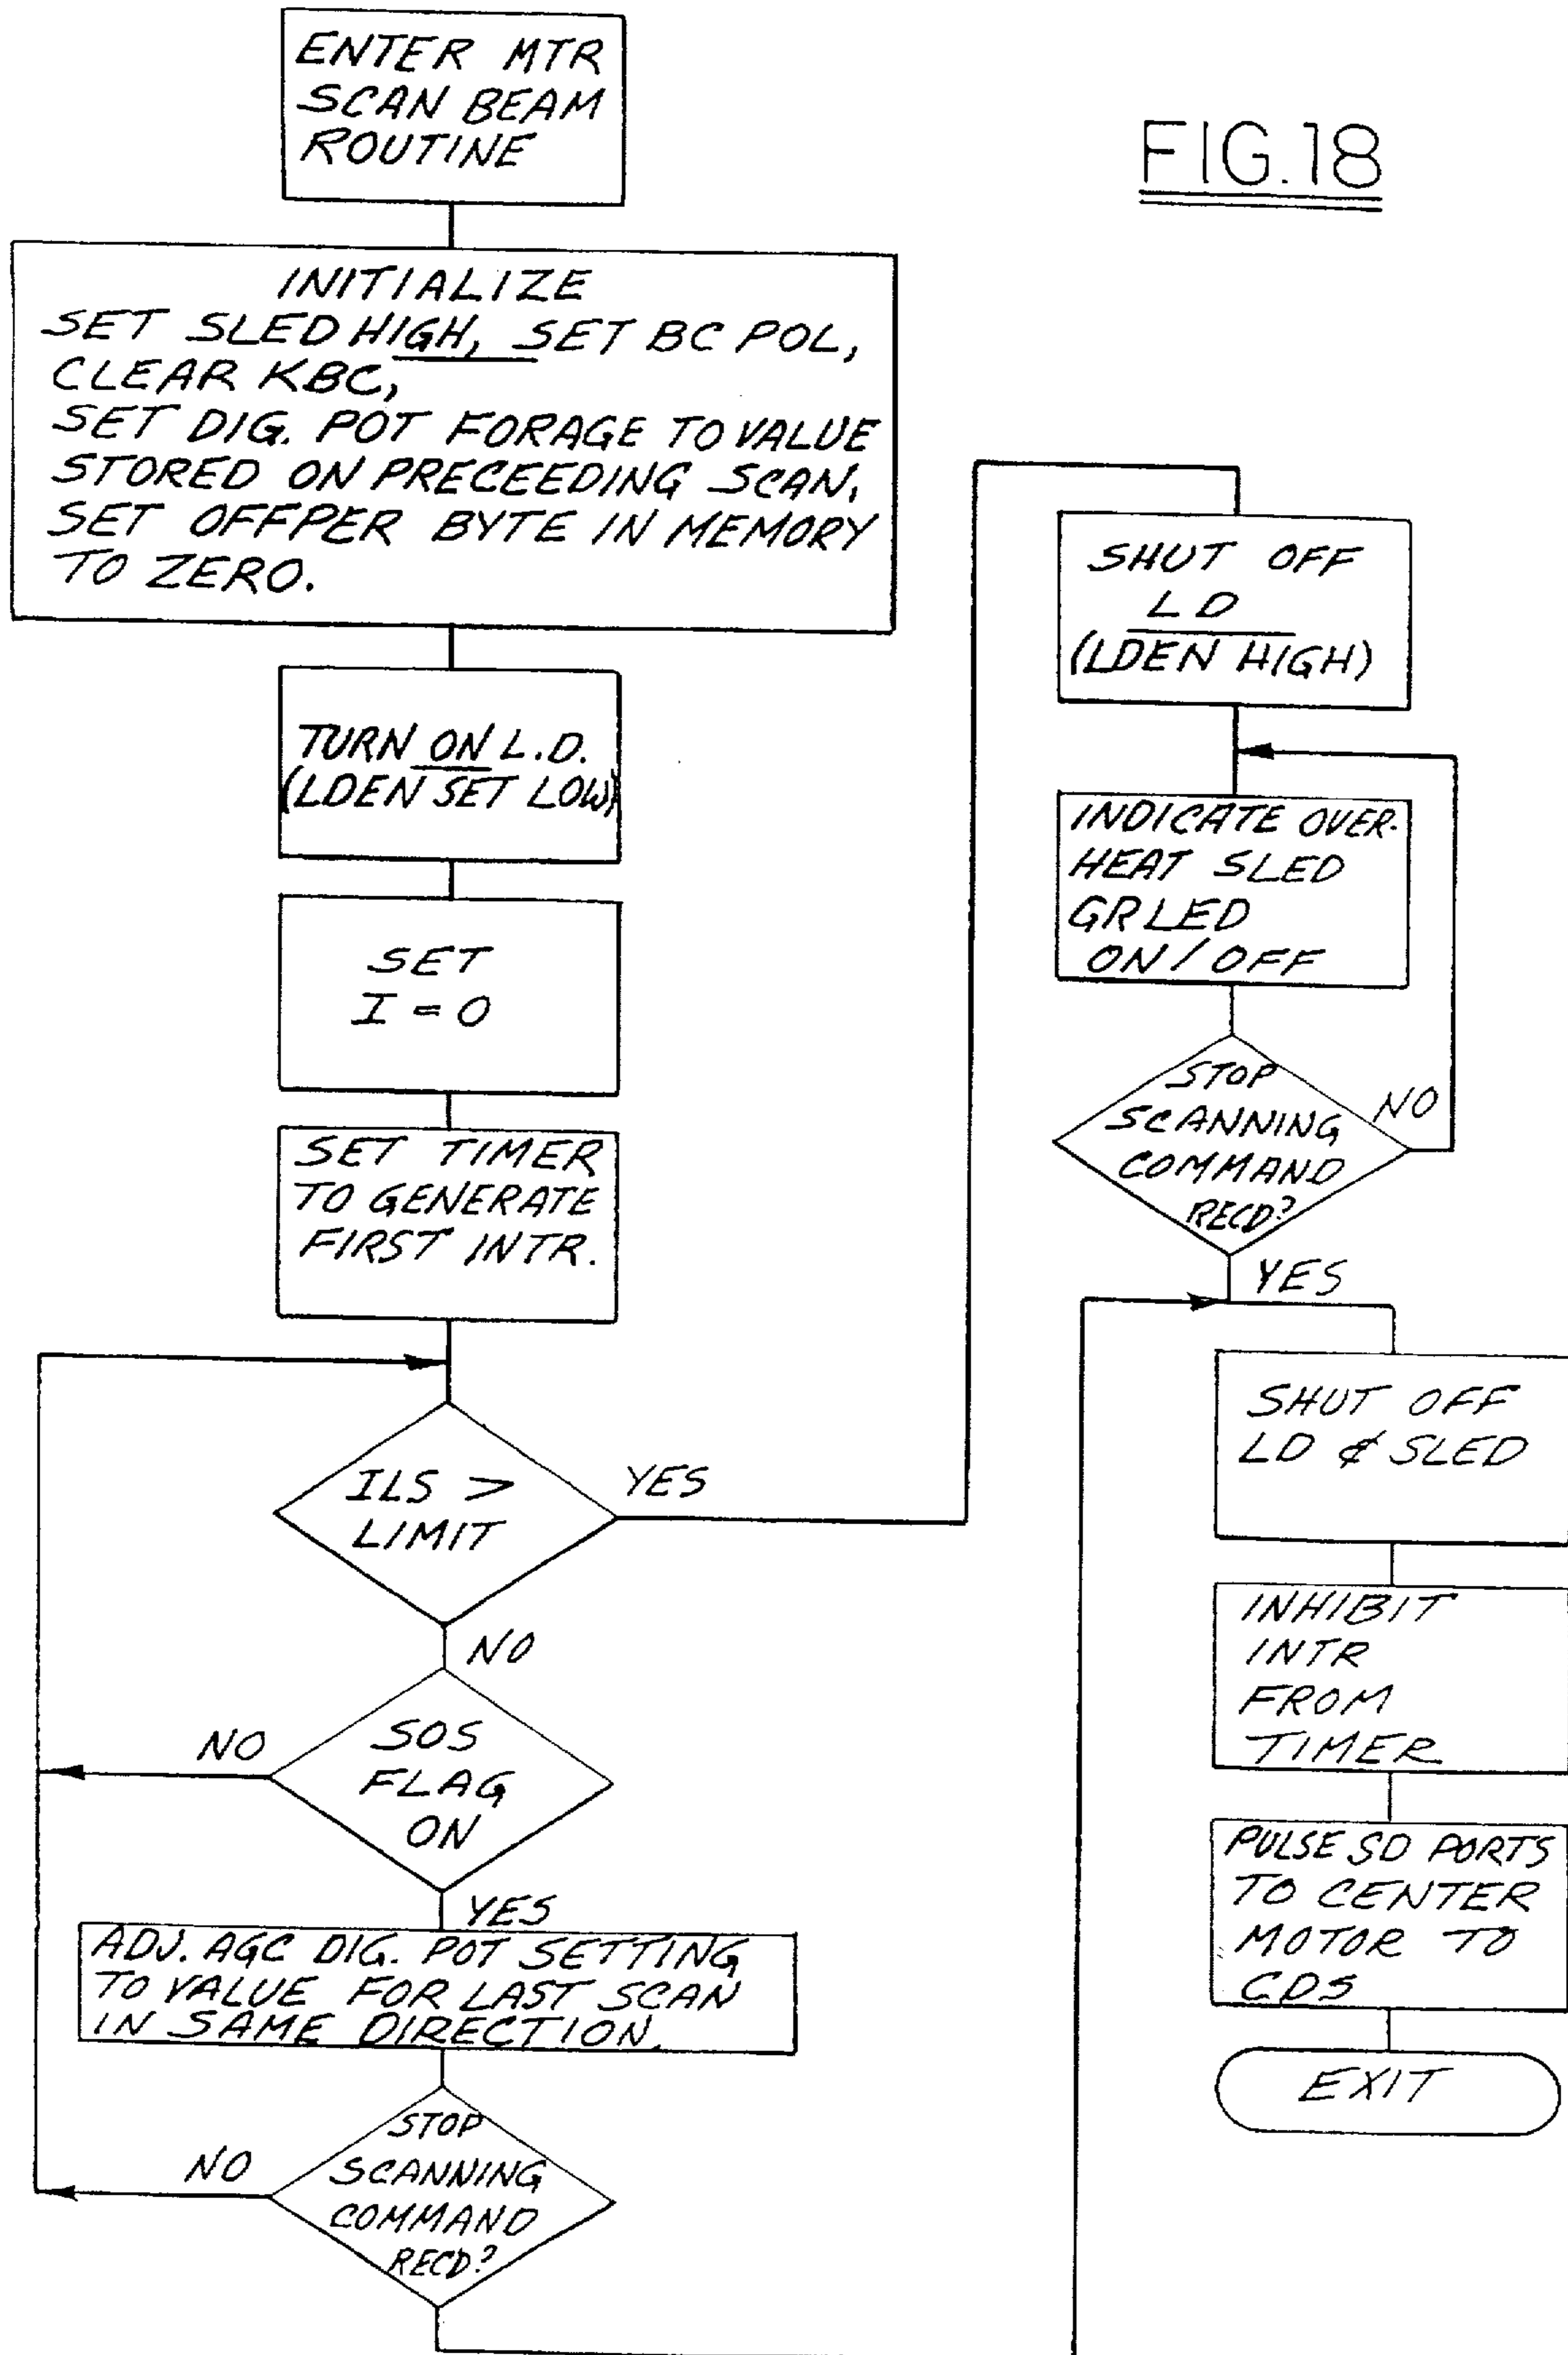 ENTER MTR
SCAN BEAM
ROUTINE
FIG.18
INITIALIZE
SET SLED HIGH, SET BC POL,
CLEAR KBC,
SET DIG. POT FORAGE TO VALUE
STORED ON PRECEEDING SCAN,
SET OFFPER BYTE IN MEMORY
TO ZERO.
TURN ON L.D.
(LDEN SET LOW)
SET
I = 0
SET TIMER
TO GENERATE
FIRST INTR.
ILS >
LIMIT
YES
NO
SOS
FLAG
ON
NO
YES
ADJ. AGC DIG. POT SETTING
TO VALUE FOR LAST SCAN
IN SAME DIRECTION.
STOP
SCANNING
COMMAND
RECD?
NO
SHUT OFF
LD
(LDEN HIGH)
INDICATE OVER-
HEAT SLED
GRLED
ON / OFF
STOP
SCANNING
COMMAND
RECD?
NO
YES
SHUT OFF
LD & SLED
INHIBIT
INTR
FROM
TIMER
PULSE SD PORTS
TO CENTER
MOTOR TO
CDS
EXIT